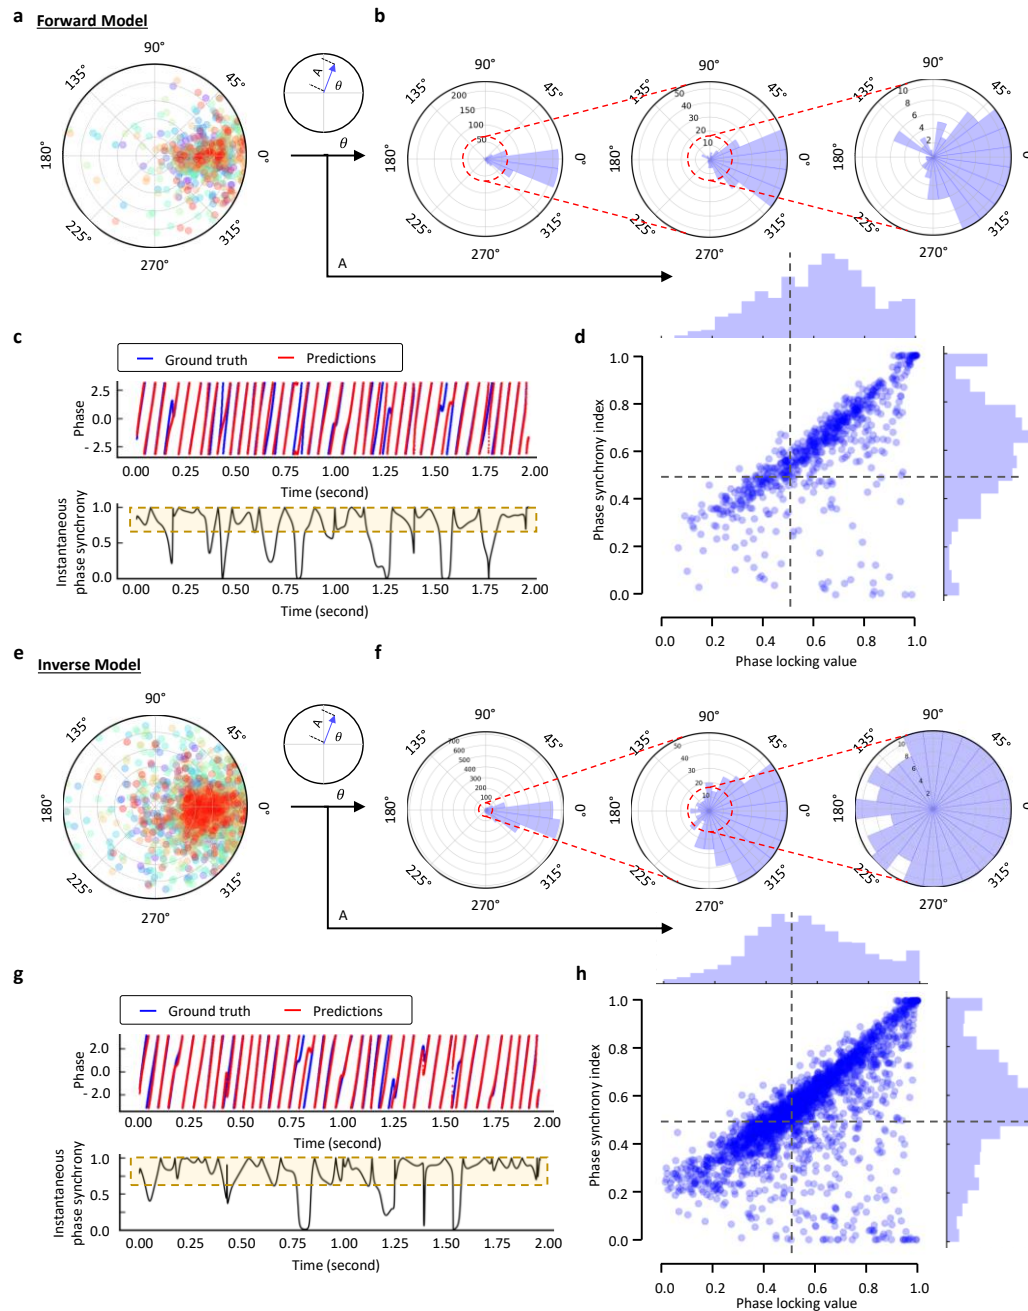 a Forward Model b
90°
135° 45°
180° 0°
225° 315°
270°
A
θ
θ
A
90°
135° 45°
180° 0°
225° 315°
270°
200
150
100
50
90°
135° 45°
180° 0°
225° 315°
270°
50
40
30
20
10
90°
135° 45°
180° 0
225° 315°
270°
10
8
6
4
2
c
Ground truth Predictions
Phase
2.5
0.0
- 2.5
0.00 0.25 0.50 0.75 1.00 1.25 1.50 1.75 2.00
Time (second)
Instantaneous
phase synchrony
1.0
0.5
0.0
0.00 0.25 0.50 0.75 1.00 1.25 1.50 1.75 2.00
Time (second)
d
Phase synchrony index
1.0
0.8
0.6
0.4
0.2
0.0
0.0 0.2 0.4 0.6 0.8 1.0
Phase locking value
e Inverse Model f
90°
135° 45°
180° 0°
225° 315°
270°
A
θ
θ
A
90°
135° 45°
180° 0°
225° 315°
270°
700
600
500
400
300
200
100
90°
135° 45°
180° 0°
225° 315°
270°
50
40
30
20
10
90°
135° 45°
180° 0
225° 315°
270°
10
8
6
4
2
g
Ground truth Predictions
Phase
2.0
0.0
- 2.0
0.00 0.25 0.50 0.75 1.00 1.25 1.50 1.75 2.00
Time (second)
Instantaneous
phase synchrony
1.0
0.5
0.0
0.00 0.25 0.50 0.75 1.00 1.25 1.50 1.75 2.00
Time (second)
h
Phase synchrony index
1.0
0.8
0.6
0.4
0.2
0.0
0.0 0.2 0.4 0.6 0.8 1.0
Phase locking value